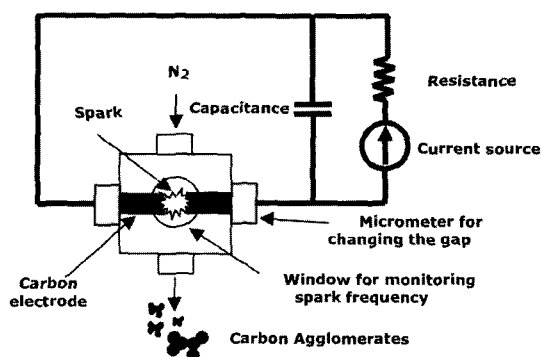 N2
Spark
Capacitance
Resistance
Current source
Micrometer for
changing the gap
Carbon
electrode
Window for monitoring
spark frequency
Carbon Agglomerates